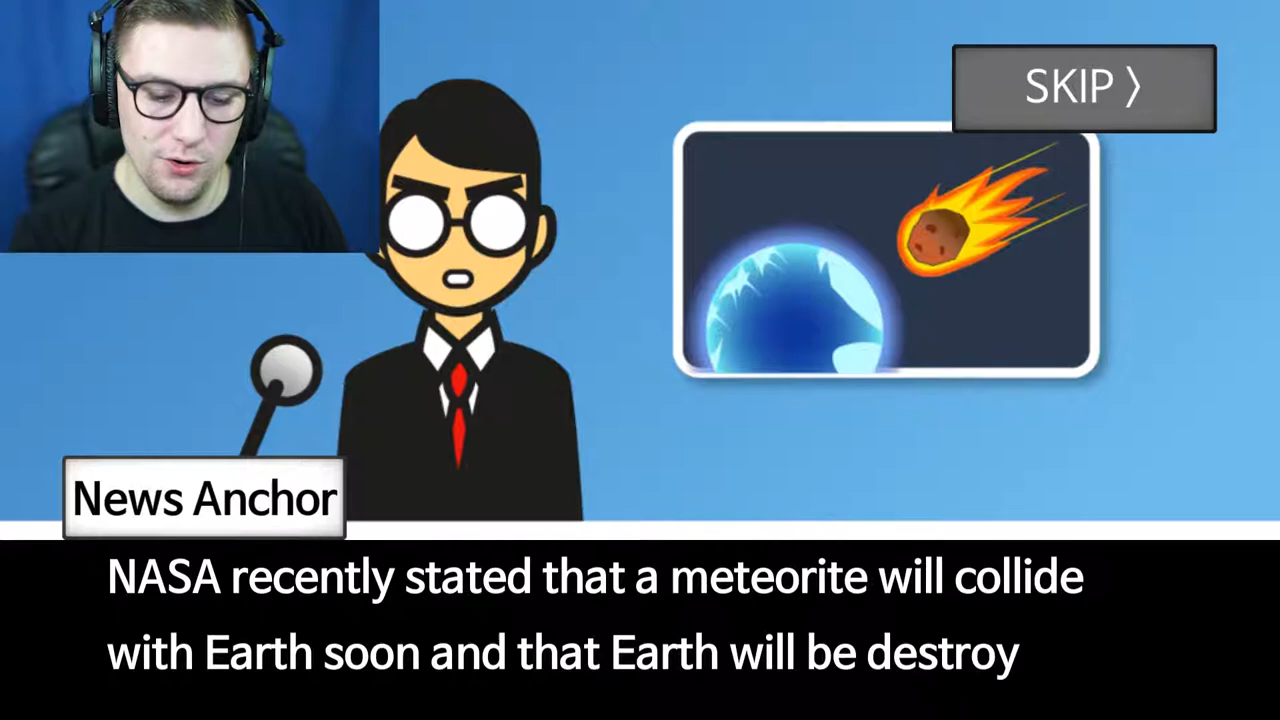 SKIP 〉
News Anchor
NASA recently stated that a meteorite will collide
with Earth soon and that Earth will be destroy